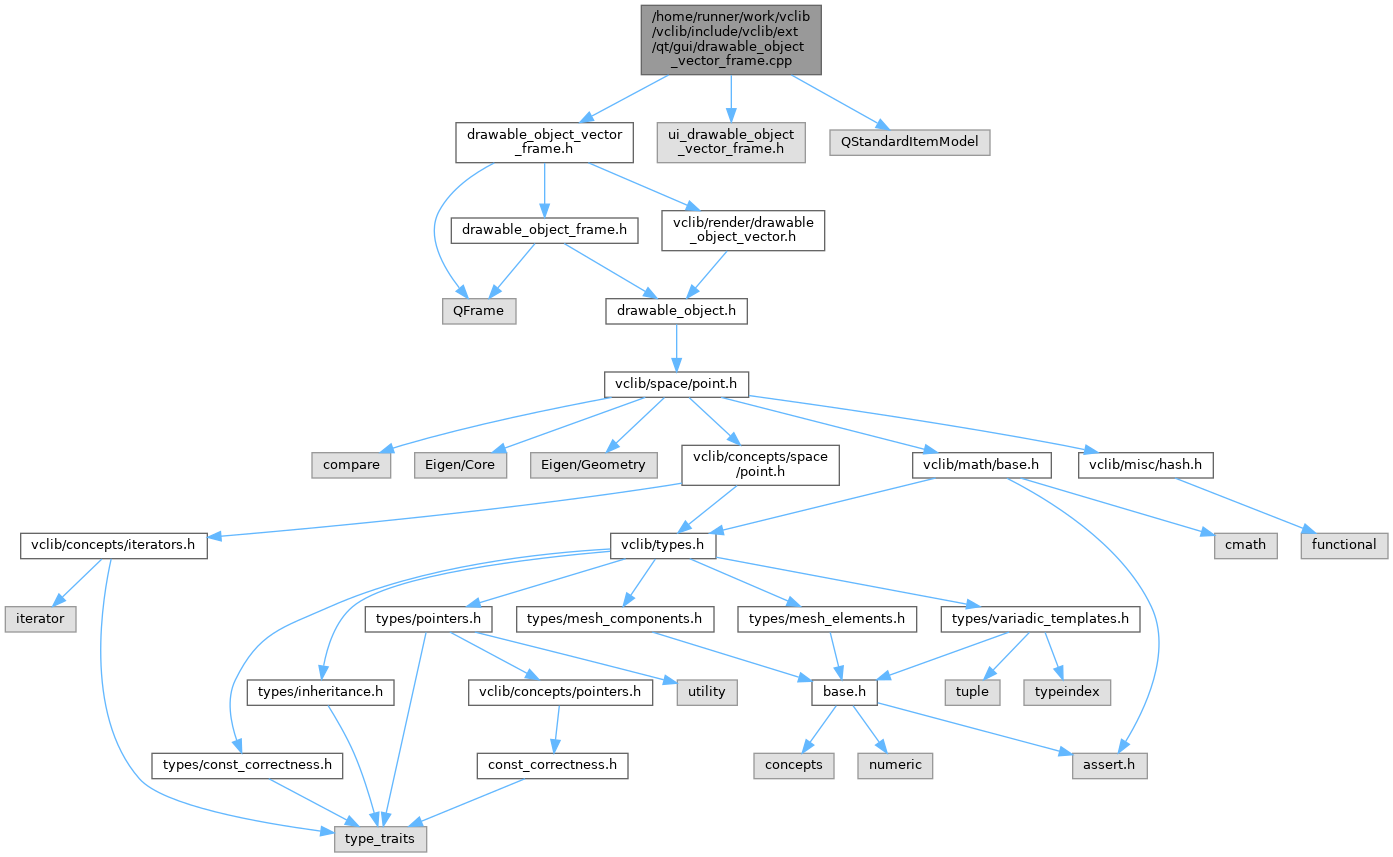 /home/runner/work/vclib
/vclib/include/vclib/ext
/qt/gui/drawable_object
_vector_frame.cpp
drawable_object_vector
_frame.h
ui_drawable_object
_vector_frame.h
QStandardItemModel
drawable_object_frame.h
vclib/render/drawable
_object_vector.h
QFrame
drawable_object.h
vclib/space/point.h
compare
Eigen/Core
Eigen/Geometry
vclib/concepts/space
/point.h
vclib/math/base.h
vclib/misc/hash.h
vclib/concepts/iterators.h
vclib/types.h
cmath
functional
iterator
types/pointers.h
types/mesh_components.h
types/mesh_elements.h
types/variadic_templates.h
types/inheritance.h
vclib/concepts/pointers.h
utility
base.h
tuple
typeindex
types/const_correctness.h
const_correctness.h
concepts
numeric
assert.h
type_traits